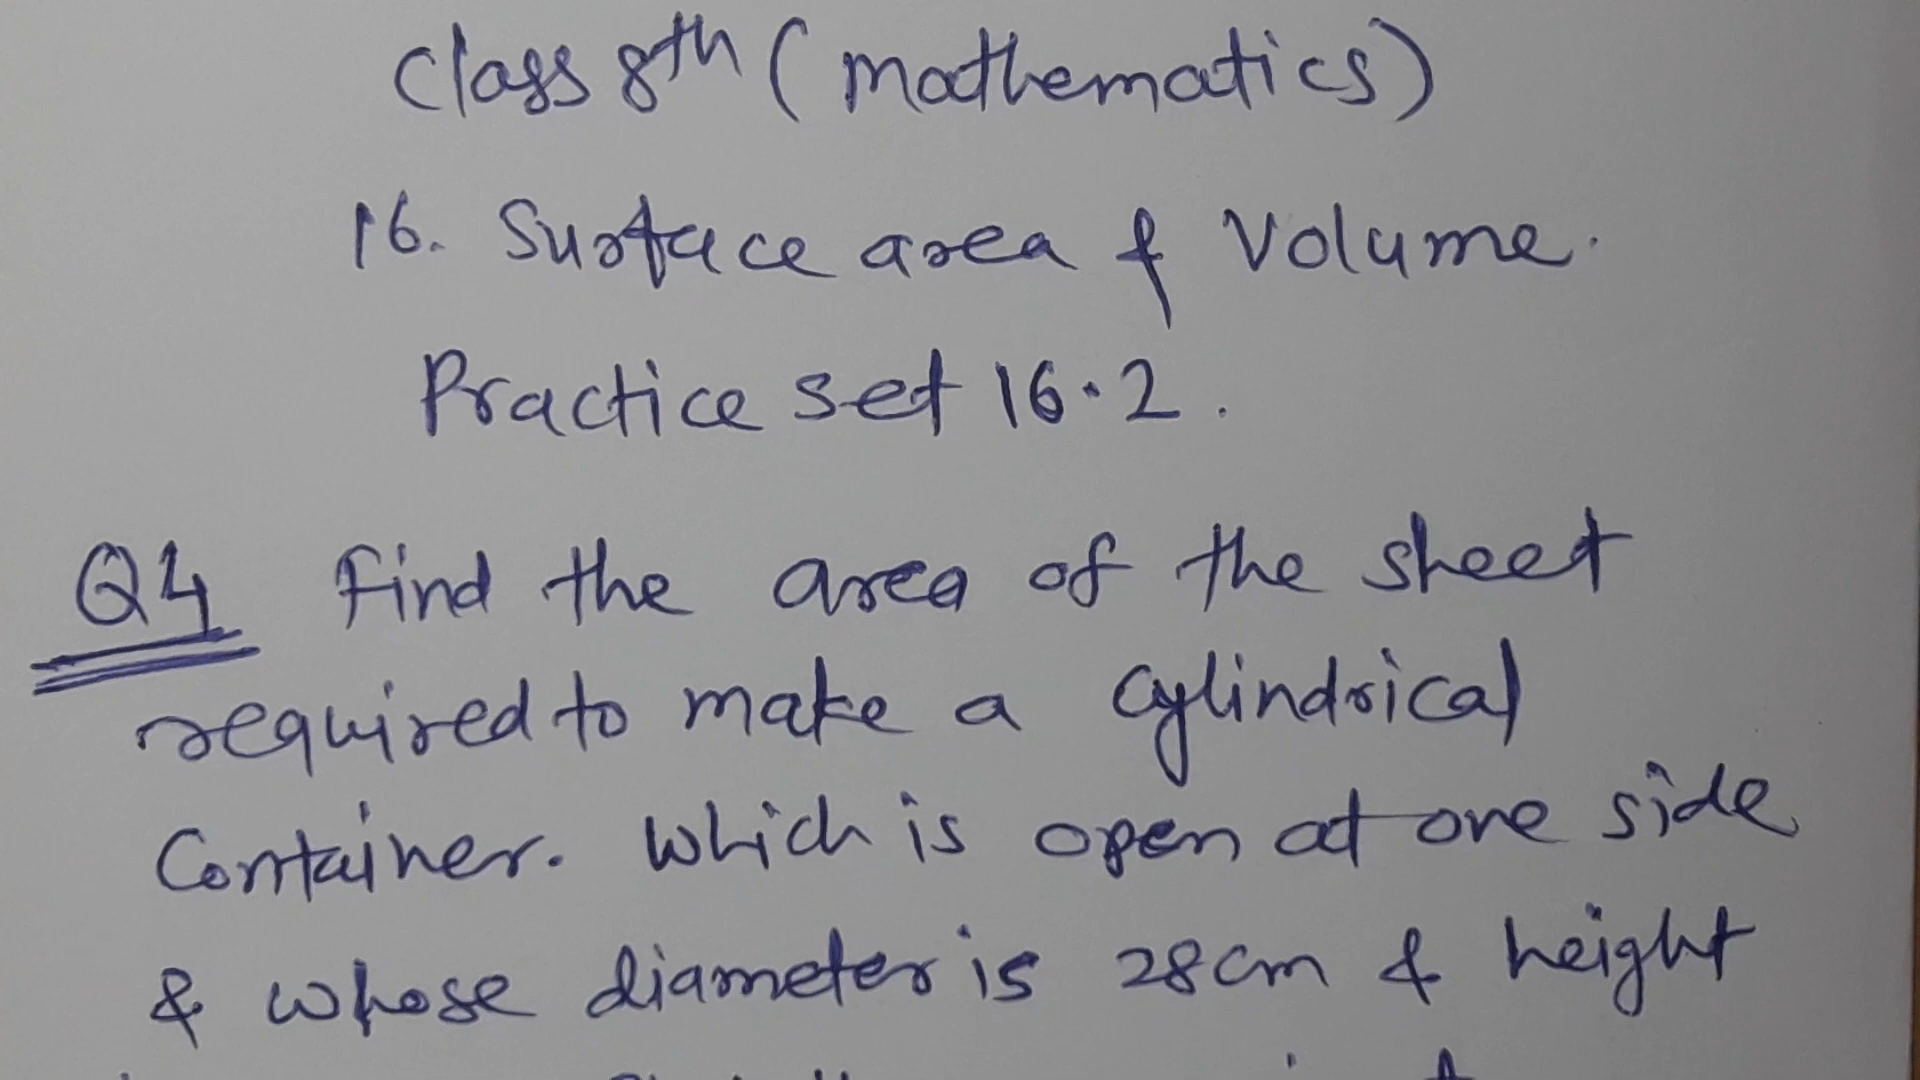 Class 8th (Mathematics)
16. Surface area & Volume.
Practice set 16.2.
Q4 Find the area of the sheet
required to make a Cylindrical
Container. Which is open at one side
& whose diameter is 28cm & height